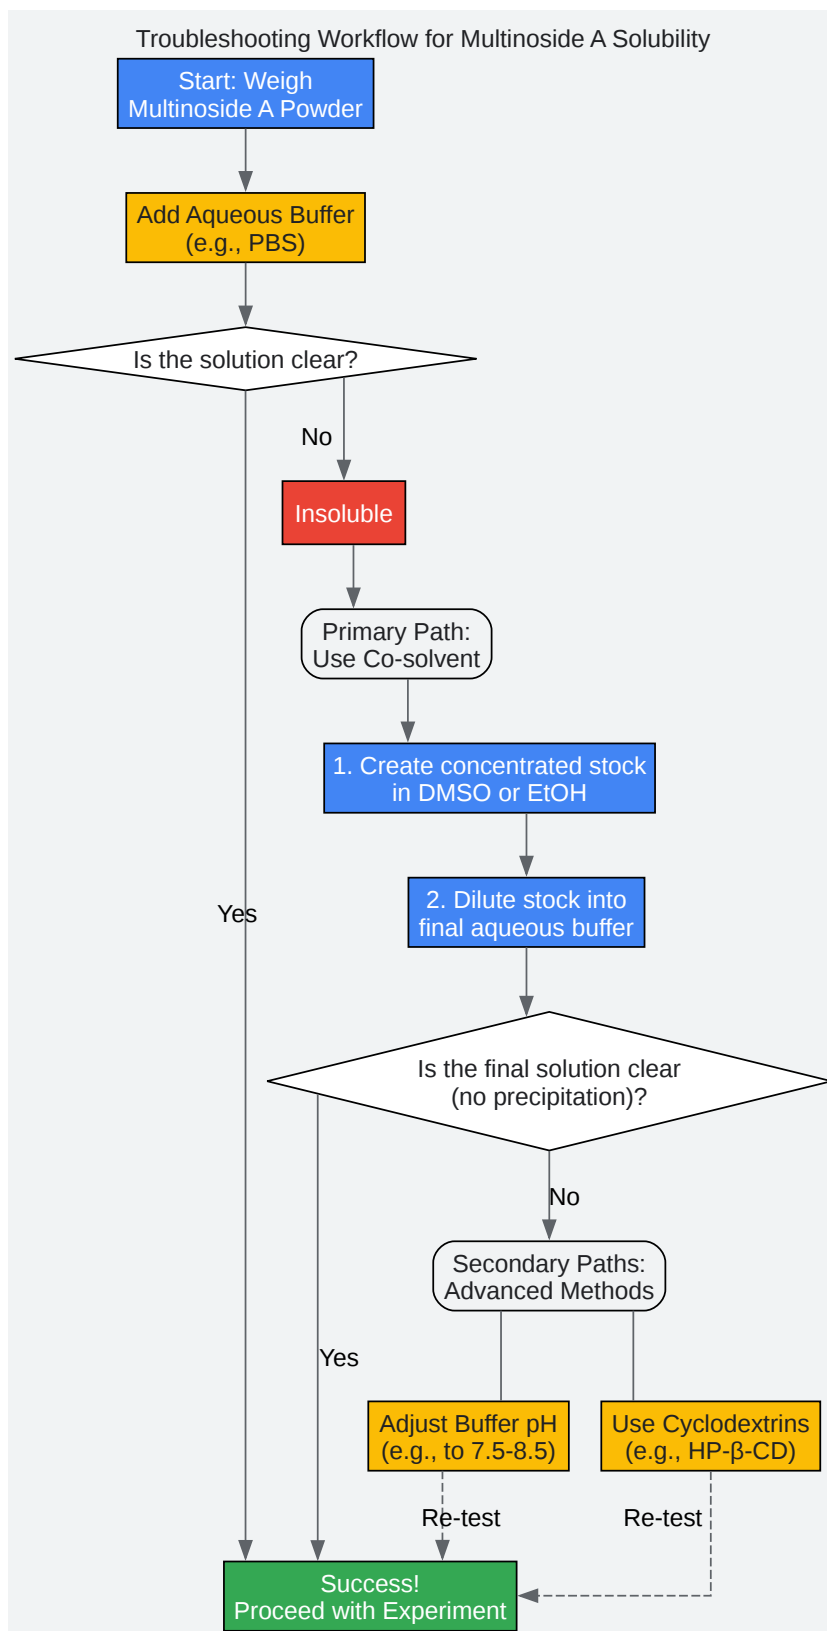 Troubleshooting Workflow for Multinoside A Solubility
Start: Weigh
Multinoside A Powder
Add Aqueous Buffer
(e.g., PBS)
Is the solution clear?
No
Insoluble
Primary Path:
Use Co-solvent
1. Create concentrated stock
in DMSO or EtOH
2. Dilute stock into
final aqueous buffer
Yes
Is the final solution clear
(no precipitation)?
No
Secondary Paths:
Advanced Methods
Yes
Adjust Buffer pH
(e.g., to 7.5-8.5)
Use Cyclodextrins
(e.g., HP-β-CD)
Re-test
Re-test
Success!
Proceed with Experiment